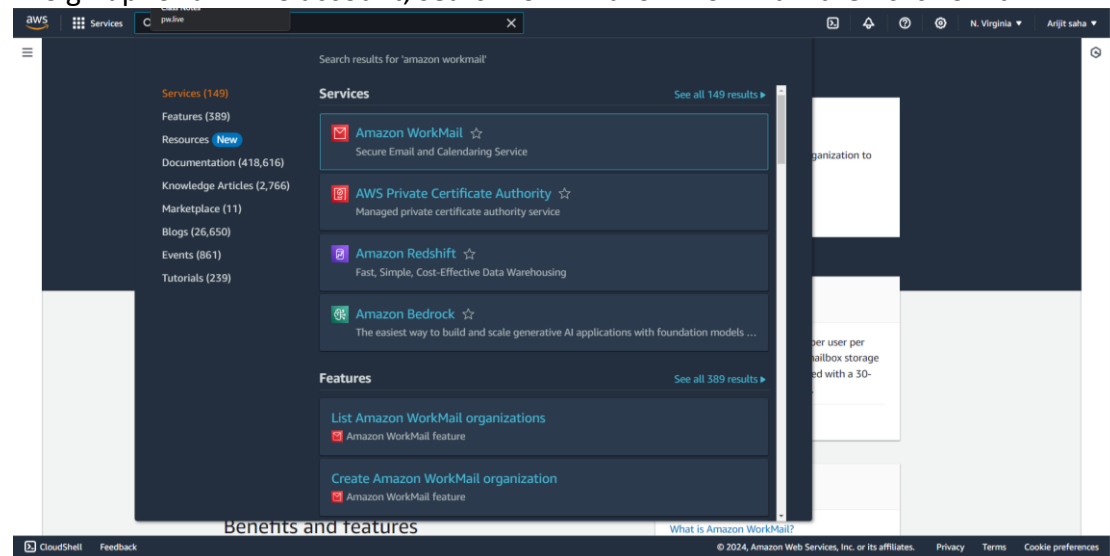 aws
Services
Class Notes
pw.live
N. Virginia
Arijit saha
Search results for 'amazon workmail'
Services (149)
Features (389)
Resources New
Documentation (418,616)
Knowledge Articles (2,766)
Marketplace (11)
Blogs (26,650)
Events (861)
Tutorials (239)
Services
See all 149 results
Amazon WorkMail
Secure Email and Calendaring Service
AWS Private Certificate Authority
Managed private certificate authority service
Amazon Redshift
Fast, Simple, Cost-Effective Data Warehousing
Amazon Bedrock
The easiest way to build and scale generative AI applications with foundation models ...
Features
See all 389 results
List Amazon WorkMail organizations
Amazon WorkMail feature
Create Amazon WorkMail organization
Amazon WorkMail feature
ganization to
per user per
mailbox storage
ed with a 30-
Benefits and features
What is Amazon WorkMail?
CloudShell
Feedback
© 2024, Amazon Web Services, Inc. or its affiliates.
Privacy
Terms
Cookie preferences